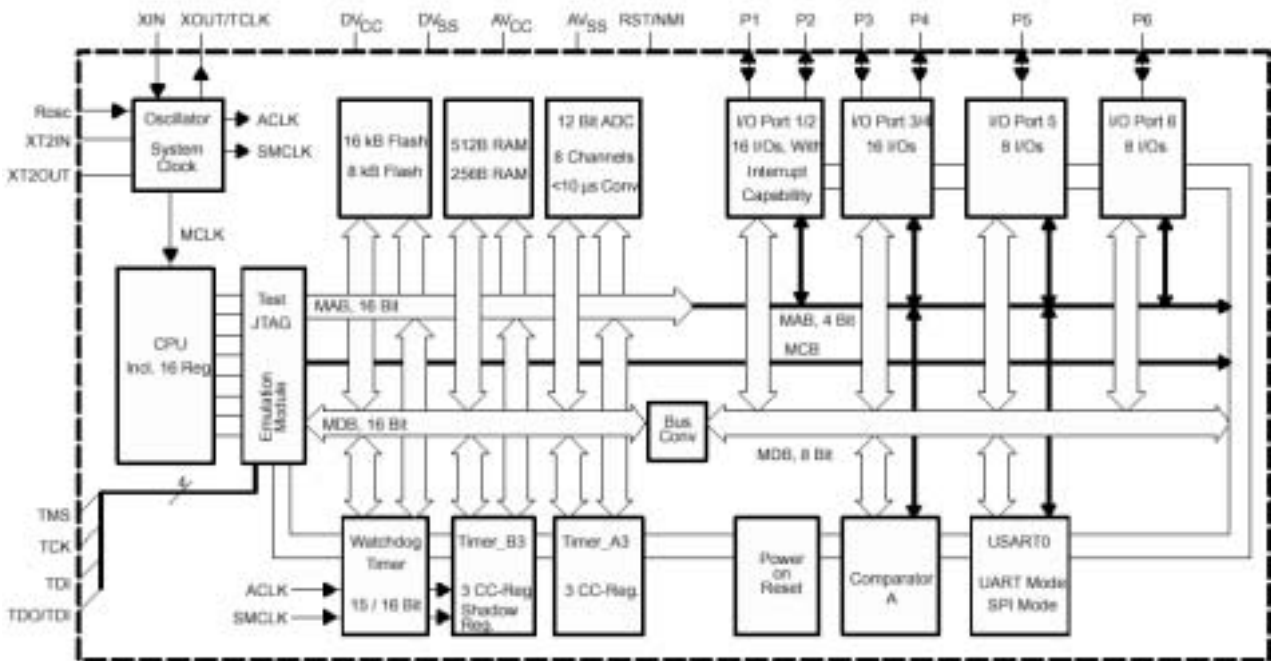 XIN XOUT/TCLK DVCC DVSS AVCC AVSS RST/NMI P1 P2 P3 P4 P5 P6
Rosc
XT2IN
XT2OUT
Oscillator
System
Clock
ACLK
SMCLK
MCLK
16 kB Flash
8 kB Flash
512B RAM
256B RAM
12 Bit ADC
8 Channels
<10 µs Conv
I/O Port 1/2
16 I/Os, With
Interrupt
Capability
I/O Port 3/4
16 I/Os
I/O Port 5
8 I/Os
I/O Port 6
8 I/Os
CPU
Incl. 16 Reg
Test
JTAG
Emulation
Module
MAB, 16 Bit
MAB, 4 Bit
MCB
MDB, 16 Bit
Bus
Conv
MDB, 8 Bit
4
TMS
TCK
TDI
TDO/TDI
ACLK
SMCLK
Watchdog
Timer
15 / 16 Bit
Timer_B3
3 CC-Reg
Shadow
Reg.
Timer_A3
3 CC-Reg.
Power
on
Reset
Comparator
A
USART0
UART Mode
SPI Mode